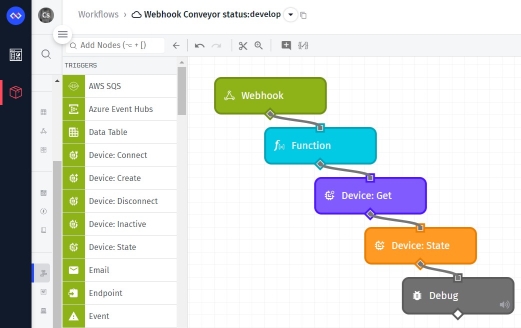 CS Workflows Webhook Conveyor status:develop
Add Nodes (⌥ + [)
TRIGGERS
AWS SQS
Azure Event Hubs
Data Table
Device: Connect
Device: Create
Device: Disconnect
Device: Inactive
Device: State
Email
Endpoint
Event
Webhook
f(x) Function
Device: Get
Device: State
Debug